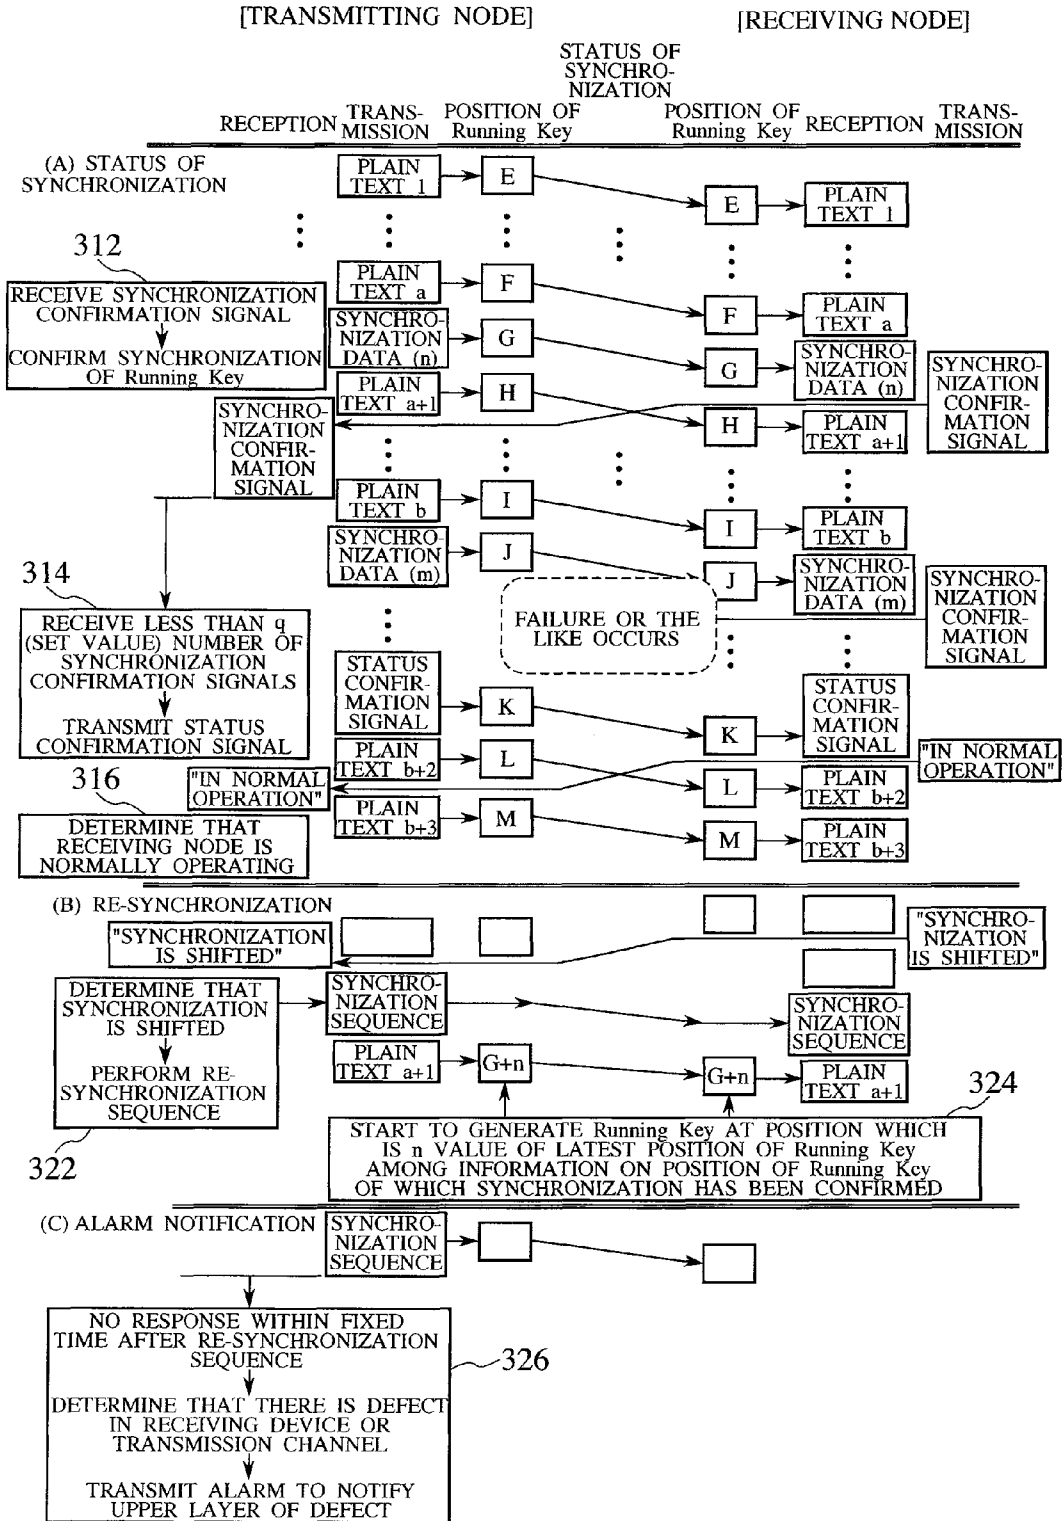 [TRANSMITTING NODE]
[RECEIVING NODE]
STATUS OF
SYNCHRO-
NIZATION
RECEPTION
TRANS-
MISSION
POSITION OF
Running Key
POSITION OF
Running Key
RECEPTION
TRANS-
MISSION
(A) STATUS OF
SYNCHRONIZATION
PLAIN
TEXT 1
E
E
PLAIN
TEXT 1
312
RECEIVE SYNCHRONIZATION
CONFIRMATION SIGNAL
CONFIRM SYNCHRONIZATION
OF Running Key
PLAIN
TEXT a
F
F
PLAIN
TEXT a
SYNCHRO-
NIZATION
DATA (n)
G
G
SYNCHRO-
NIZATION
DATA (n)
SYNCHRO-
NIZATION
CONFIR-
MATION
SIGNAL
PLAIN
TEXT a+1
H
H
PLAIN
TEXT a+1
SYNCHRO-
NIZATION
CONFIR-
MATION
SIGNAL
PLAIN
TEXT b
I
I
PLAIN
TEXT b
SYNCHRO-
NIZATION
DATA (m)
J
J
SYNCHRO-
NIZATION
DATA (m)
SYNCHRO-
NIZATION
CONFIR-
MATION
SIGNAL
FAILURE OR THE
LIKE OCCURS
314
RECEIVE LESS THAN q
(SET VALUE) NUMBER OF
SYNCHRONIZATION
CONFIRMATION SIGNALS
TRANSMIT STATUS
CONFIRMATION SIGNAL
STATUS
CONFIR-
MATION
SIGNAL
K
K
STATUS
CONFIR-
MATION
SIGNAL
PLAIN
TEXT b+2
L
L
PLAIN
TEXT b+2
"IN NORMAL
OPERATION"
"IN NORMAL
OPERATION"
316
DETERMINE THAT
RECEIVING NODE IS
NORMALLY OPERATING
PLAIN
TEXT b+3
M
M
PLAIN
TEXT b+3
(B) RE-SYNCHRONIZATION
"SYNCHRONIZATION
IS SHIFTED"
"SYNCHRO-
NIZATION
IS SHIFTED"
DETERMINE THAT
SYNCHRONIZATION
IS SHIFTED
PERFORM RE-
SYNCHRONIZATION
SEQUENCE
322
SYNCHRO-
NIZATION
SEQUENCE
SYNCHRO-
NIZATION
SEQUENCE
PLAIN
TEXT a+1
G+n
G+n
PLAIN
TEXT a+1
324
START TO GENERATE Running Key AT POSITION WHICH
IS n VALUE OF LATEST POSITION OF Running Key
AMONG INFORMATION ON POSITION OF Running Key
OF WHICH SYNCHRONIZATION HAS BEEN CONFIRMED
(C) ALARM NOTIFICATION
SYNCHRO-
NIZATION
SEQUENCE
NO RESPONSE WITHIN FIXED
TIME AFTER RE-SYNCHRONIZATION
SEQUENCE
DETERMINE THAT THERE IS DEFECT
IN RECEIVING DEVICE OR
TRANSMISSION CHANNEL
TRANSMIT ALARM TO NOTIFY
UPPER LAYER OF DEFECT
326